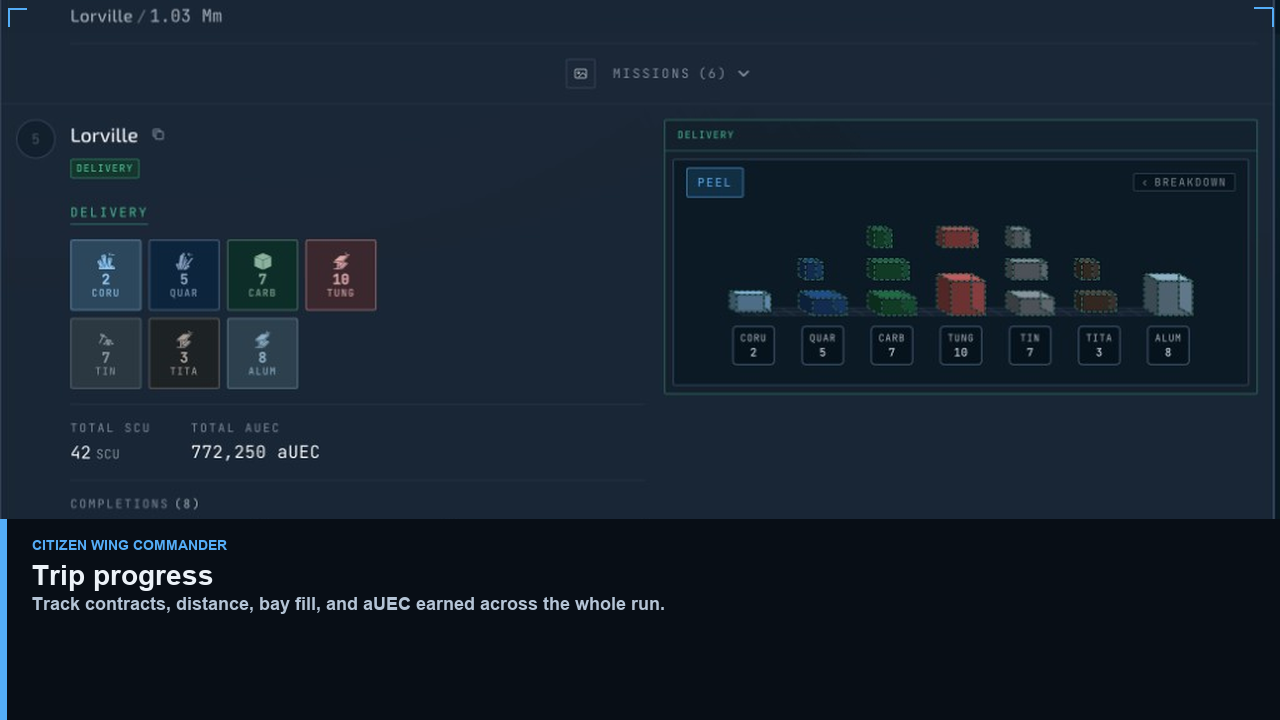 Lorville / 1.03 Mm
MISSIONS (6)
5
Lorville
DELIVERY
DELIVERY
2 CORU
5 QUAR
7 CARB
10 TUNG
7 TIN
3 TITA
8 ALUM
TOTAL SCU
42 SCU
TOTAL AUEC
772,250 aUEC
COMPLETIONS (8)
DELIVERY
PEEL
‹ BREAKDOWN
CORU 2
QUAR 5
CARB 7
TUNG 10
TIN 7
TITA 3
ALUM 8
CITIZEN WING COMMANDER
Trip progress
Track contracts, distance, bay fill, and aUEC earned across the whole run.